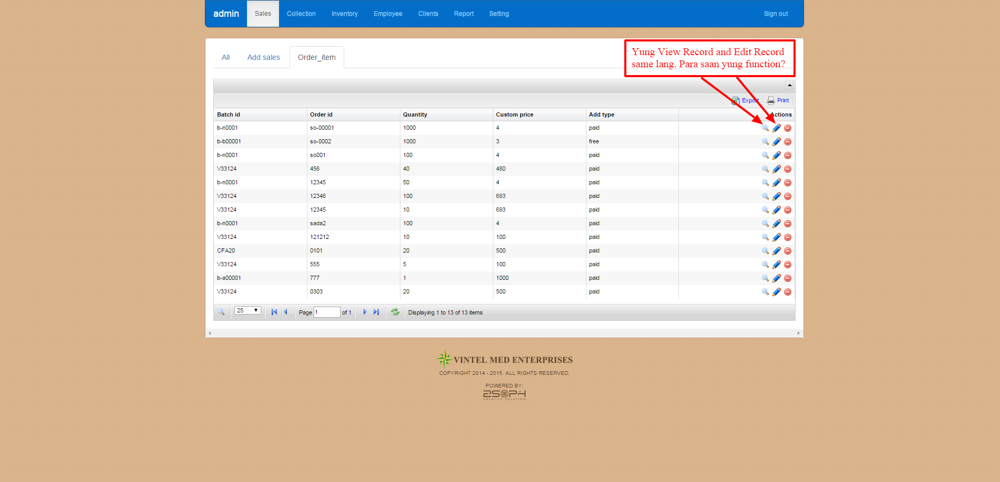 admin Sales Collection Inventory Employee Clients Report Setting Sign out
All Add sales Order_item
Yung View Record and Edit Record
same lang. Para saan yung function?
Export Print
Batch id Order id Quantity Custom price Add type Actions
b-n0001 so-00001 1000 4 paid
b-b00001 so-0002 1000 3 free
b-n0001 so001 100 4 paid
V33124 456 40 480 paid
b-n0001 12345 50 4 paid
V33124 12346 100 693 paid
V33124 12345 10 693 paid
b-n0001 sada2 100 4 paid
V33124 121212 10 100 paid
CFA20 0101 20 500 paid
V33124 555 5 100 paid
b-a00001 777 1 1000 paid
V33124 0303 20 500 paid
25 Page 1 of 1 Displaying 1 to 13 of 13 items
VINTEL MED ENTERPRISES
COPYRIGHT 2014 - 2015. ALL RIGHTS RESERVED.
POWERED BY:
2SOPH
CREATIVE SOLUTION